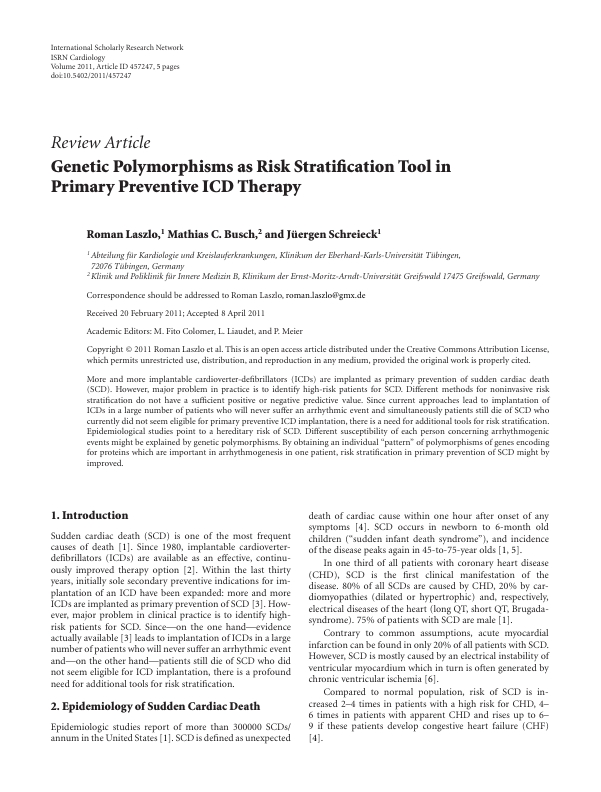 International Scholarly Research Network
ISRN Cardiology
Volume 2011, Article ID 457247, 5 pages
doi:10.5402/2011/457247
Review Article
Genetic Polymorphisms as Risk Stratification Tool in
Primary Preventive ICD Therapy
Roman Laszlo,1 Mathias C. Busch,2 and Jüergen Schreieck1
1 Abteilung für Kardiologie und Kreislauferkrankungen, Klinikum der Eberhard-Karls-Universität Tübingen,
72076 Tübingen, Germany
2 Klinik und Poliklinik für Innere Medizin B, Klinikum der Ernst-Moritz-Arndt-Universität Greifswald 17475 Greifswald, Germany
Correspondence should be addressed to Roman Laszlo, roman.laszlo@gmx.de
Received 20 February 2011; Accepted 8 April 2011
Academic Editors: M. Fito Colomer, L. Liaudet, and P. Meier
Copyright © 2011 Roman Laszlo et al. This is an open access article distributed under the Creative Commons Attribution License,
which permits unrestricted use, distribution, and reproduction in any medium, provided the original work is properly cited.
More and more implantable cardioverter-defibrillators (ICDs) are implanted as primary prevention of sudden cardiac death
(SCD). However, major problem in practice is to identify high-risk patients for SCD. Different methods for noninvasive risk
stratification do not have a sufficient positive or negative predictive value. Since current approaches lead to implantation of
ICDs in a large number of patients who will never suffer an arrhythmic event and simultaneously patients still die of SCD who
currently did not seem eligible for primary preventive ICD implantation, there is a need for additional tools for risk stratification.
Epidemiological studies point to a hereditary risk of SCD. Different susceptibility of each person concerning arrhythmogenic
events might be explained by genetic polymorphisms. By obtaining an individual “pattern” of polymorphisms of genes encoding
for proteins which are important in arrhythmogenesis in one patient, risk stratification in primary prevention of SCD might by
improved.
1. Introduction
Sudden cardiac death (SCD) is one of the most frequent
causes of death [1]. Since 1980, implantable cardioverter-
defibrillators (ICDs) are available as an effective, continu-
ously improved therapy option [2]. Within the last thirty
years, initially sole secondary preventive indications for im-
plantation of an ICD have been expanded: more and more
ICDs are implanted as primary prevention of SCD [3]. How-
ever, major problem in clinical practice is to identify high-
risk patients for SCD. Since—on the one hand—evidence
actually available [3] leads to implantation of ICDs in a large
number of patients who will never suffer an arrhythmic event
and—on the other hand—patients still die of SCD who did
not seem eligible for ICD implantation, there is a profound
need for additional tools for risk stratification.
2. Epidemiology of Sudden Cardiac Death
Epidemiologic studies report of more than 300000 SCDs/
annum in the United States [1]. SCD is defined as unexpected
death of cardiac cause within one hour after onset of any
symptoms [4]. SCD occurs in newborn to 6-month old
children (“sudden infant death syndrome”), and incidence
of the disease peaks again in 45-to-75-year olds [1, 5].
In one third of all patients with coronary heart disease
(CHD), SCD is the first clinical manifestation of the
disease. 80% of all SCDs are caused by CHD, 20% by car-
diomyopathies (dilated or hypertrophic) and, respectively,
electrical diseases of the heart (long QT, short QT, Brugada-
syndrome). 75% of patients with SCD are male [1].
Contrary to common assumptions, acute myocardial
infarction can be found in only 20% of all patients with SCD.
However, SCD is mostly caused by an electrical instability of
ventricular myocardium which in turn is often generated by
chronic ventricular ischemia [6].
Compared to normal population, risk of SCD is in-
creased 2–4 times in patients with a high risk for CHD, 4–
6 times in patients with apparent CHD and rises up to 6–
9 if these patients develop congestive heart failure (CHF)
[4].